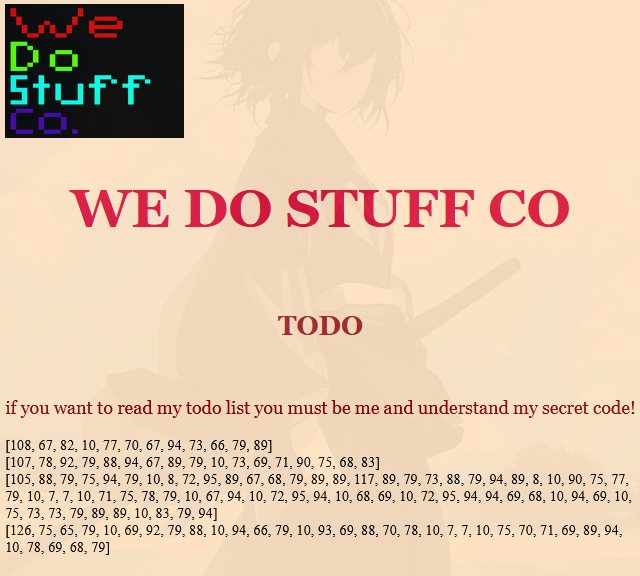 We
Do
Stuff
Co.
WE DO STUFF CO
TODO
if you want to read my todo list you must be me and understand my secret code!
[108, 67, 82, 10, 77, 70, 67, 94, 73, 66, 79, 89]
[107, 78, 92, 79, 88, 94, 67, 89, 79, 10, 73, 69, 71, 90, 75, 68, 83]
[105, 88, 79, 75, 94, 79, 10, 8, 72, 95, 89, 67, 68, 79, 89, 89, 117, 89, 79, 73, 88, 79, 94, 89, 8, 10, 90, 75, 77,
79, 10, 7, 7, 10, 71, 75, 78, 79, 10, 67, 94, 10, 72, 95, 94, 10, 68, 69, 10, 72, 95, 94, 94, 69, 68, 10, 94, 69, 10,
75, 73, 73, 79, 89, 89, 10, 83, 79, 94]
[126, 75, 65, 79, 10, 69, 92, 79, 88, 10, 94, 66, 79, 10, 93, 69, 88, 70, 78, 10, 7, 7, 10, 75, 70, 71, 69, 89, 94,
10, 78, 69, 68, 79]